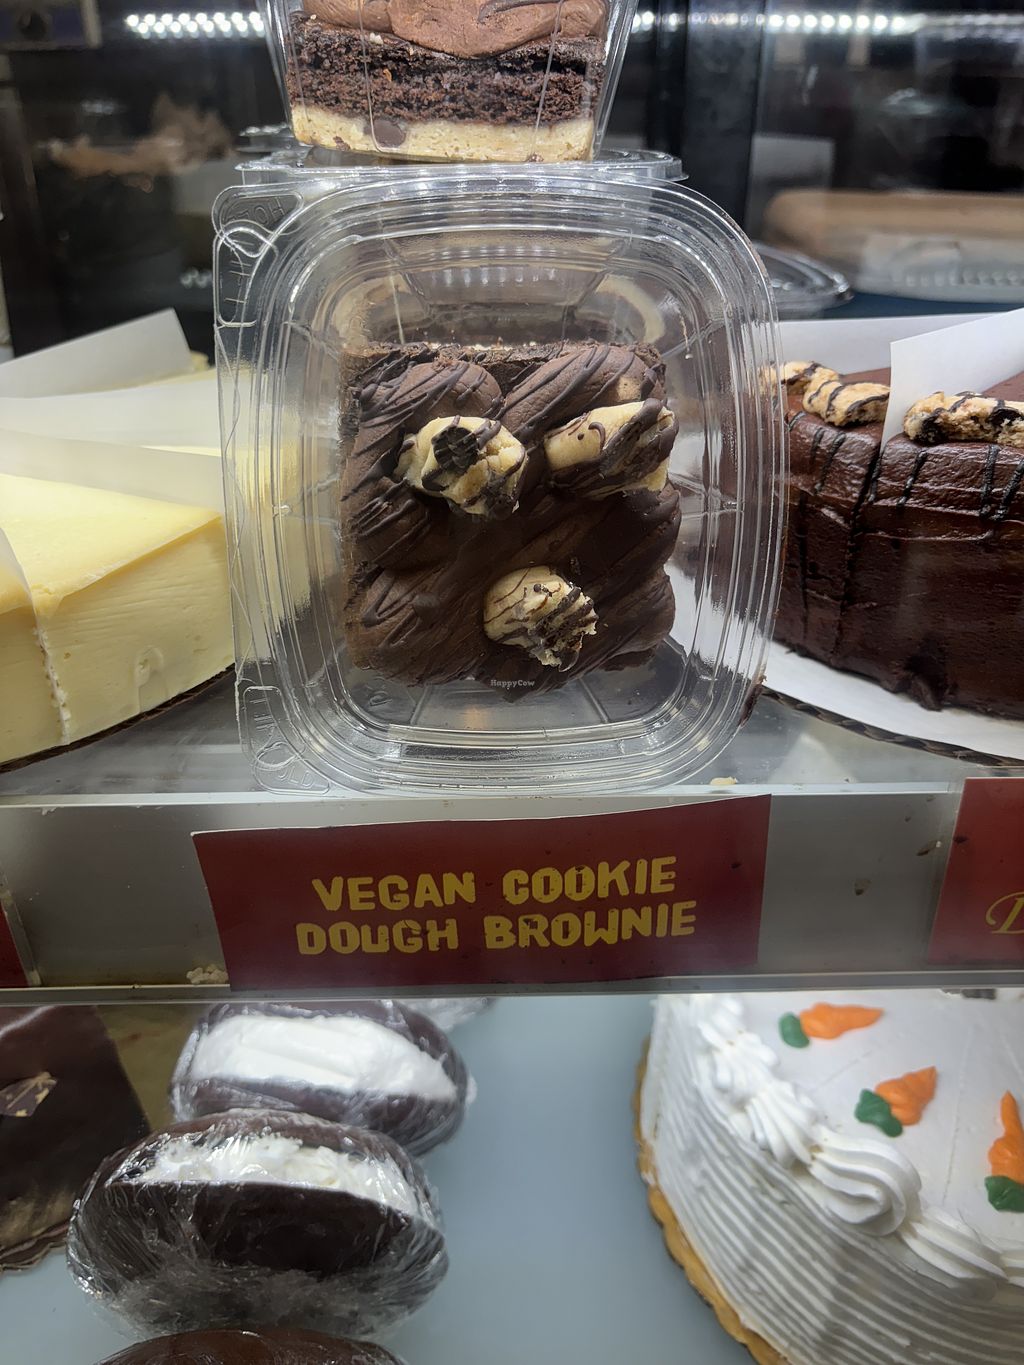 HappyCow
VEGAN COOKIE
DOUGH BROWNIE
D